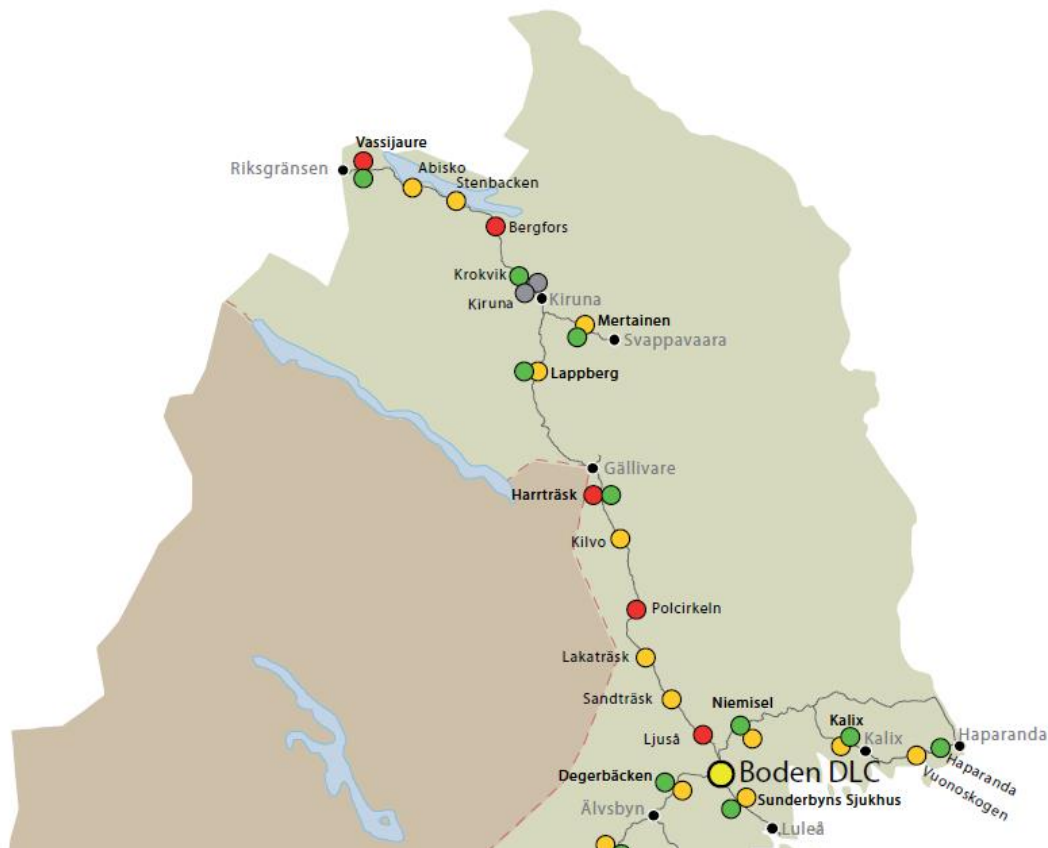 Vassijaure
Riksgränsen
Abisko
Stenbacken
Bergfors
Krokvik
Kiruna
Kiruna
Mertainen
Svappavaara
Lappberg
Gällivare
Harrträsk
Kilvo
Polcirkeln
Lakaträsk
Sandträsk
Niemisel
Ljuså
Kalix
Kalix
Haparanda
Haparanda
Vuonoskogen
Boden DLC
Degerbäcken
Sunderbyns Sjukhus
Älvsbyn
Luleå